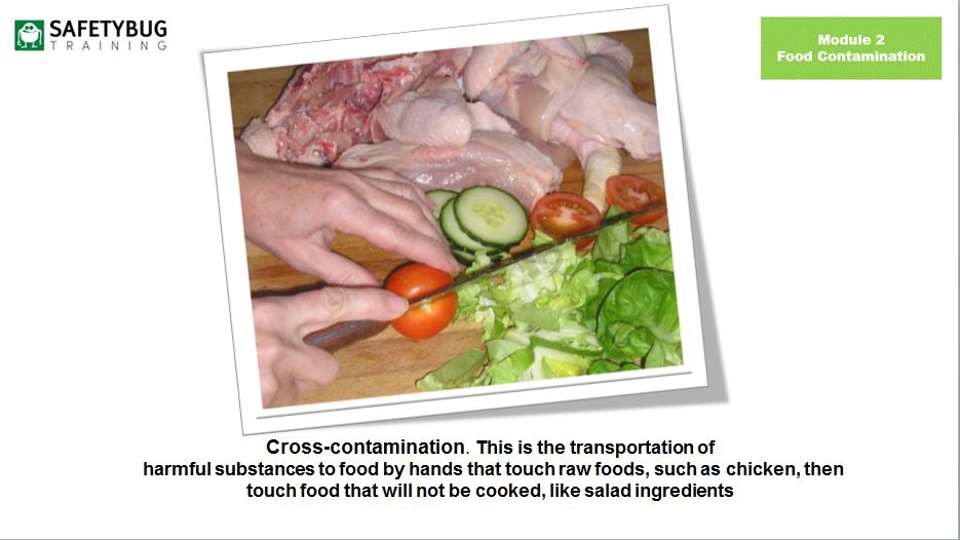 SAFETYBUG
TRAINING
Module 2
Food Contamination
Cross-contamination. This is the transportation of
harmful substances to food by hands that touch raw foods, such as chicken, then
touch food that will not be cooked, like salad ingredients